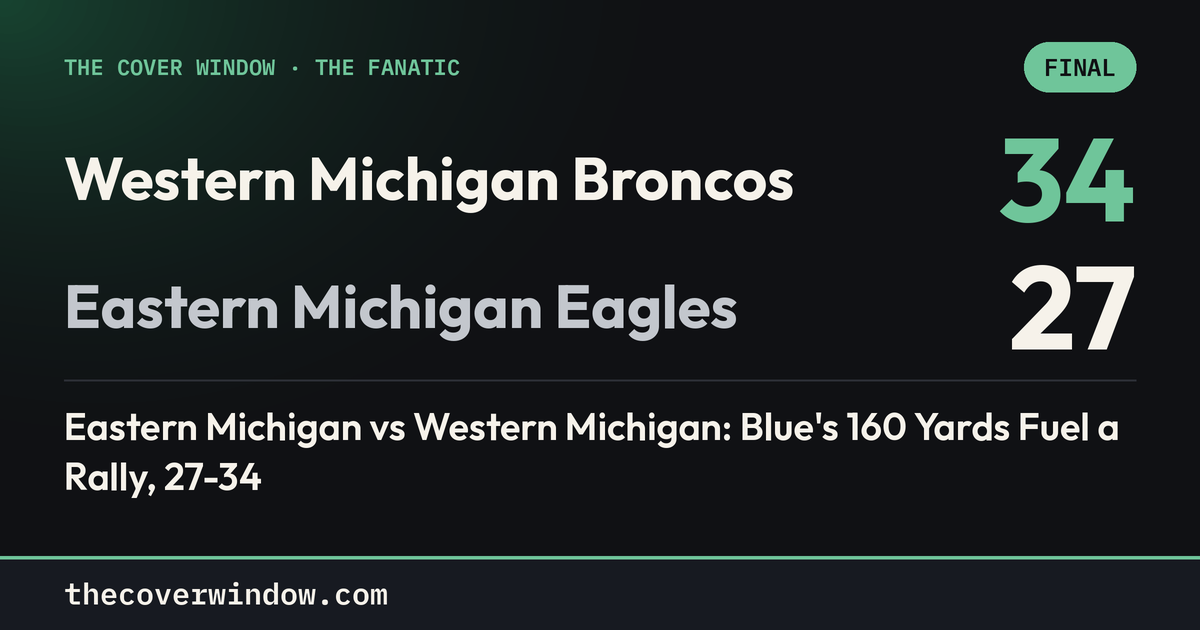 THE COVER WINDOW · THE FANATIC
FINAL
Western Michigan Broncos
34
Eastern Michigan Eagles
27
Eastern Michigan vs Western Michigan: Blue's 160 Yards Fuel a
Rally, 27-34
thecoverwindow.com